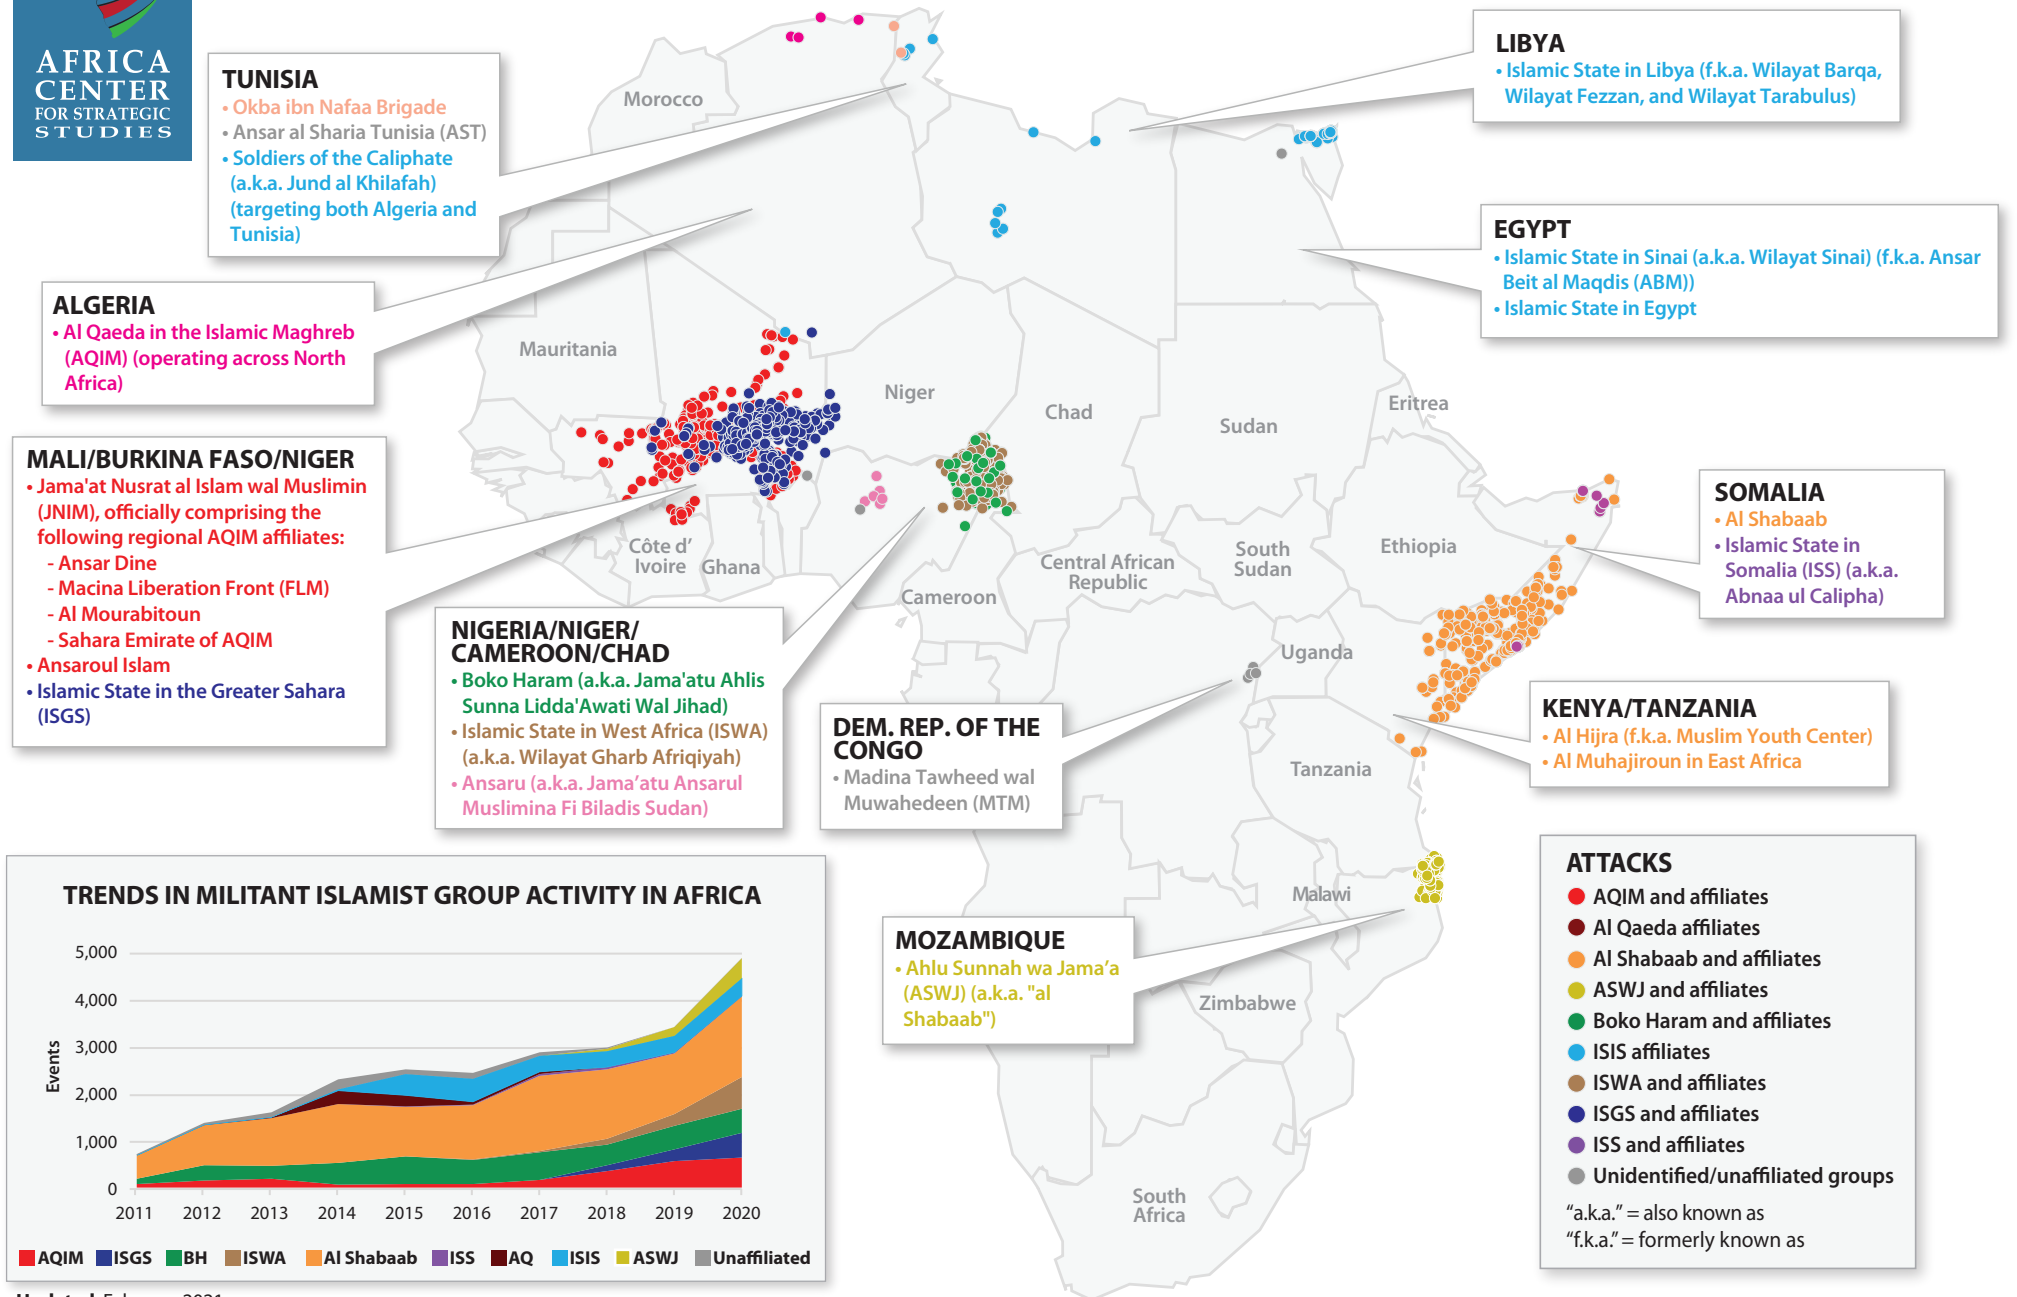 AFRICA
CENTER
FOR STRATEGIC
STUDIES
TUNISIA
• Okba ibn Nafaa Brigade
• Ansar al Sharia Tunisia (AST)
• Soldiers of the Caliphate
(a.k.a. Jund al Khilafah)
(targeting both Algeria and
Tunisia)
LIBYA
• Islamic State in Libya (f.k.a. Wilayat Barqa,
Wilayat Fezzan, and Wilayat Tarabulus)
EGYPT
• Islamic State in Sinai (a.k.a. Wilayat Sinai) (f.k.a. Ansar
Beit al Maqdis (ABM))
• Islamic State in Egypt
ALGERIA
• Al Qaeda in the Islamic Maghreb
(AQIM) (operating across North
Africa)
MALI/BURKINA FASO/NIGER
• Jama'at Nusrat al Islam wal Muslimin
(JNIM), officially comprising the
following regional AQIM affiliates:
- Ansar Dine
- Macina Liberation Front (FLM)
- Al Mourabitoun
- Sahara Emirate of AQIM
• Ansaroul Islam
• Islamic State in the Greater Sahara
(ISGS)
NIGERIA/NIGER/
CAMEROON/CHAD
• Boko Haram (a.k.a. Jama'atu Ahlis
Sunna Lidda'Awati Wal Jihad)
• Islamic State in West Africa (ISWA)
(a.k.a. Wilayat Gharb Afriqiyah)
• Ansaru (a.k.a. Jama’atu Ansarul
Muslimina Fi Biladis Sudan)
DEM. REP. OF THE
CONGO
• Madina Tawheed wal
Muwahedeen (MTM)
SOMALIA
• Al Shabaab
• Islamic State in
Somalia (ISS) (a.k.a.
Abnaa ul Calipha)
KENYA/TANZANIA
• Al Hijra (f.k.a. Muslim Youth Center)
• Al Muhajiroun in East Africa
MOZAMBIQUE
• Ahlu Sunnah wa Jama’a
(ASWJ) (a.k.a. "al
Shabaab")
Morocco
Mauritania
Niger
Chad
Sudan
Eritrea
Côte d’
Ivoire
Ghana
Cameroon
Central African
Republic
South
Sudan
Ethiopia
Uganda
Tanzania
Malawi
Zimbabwe
South
Africa
ATTACKS
AQIM and affiliates
Al Qaeda affiliates
Al Shabaab and affiliates
ASWJ and affiliates
Boko Haram and affiliates
ISIS affiliates
ISWA and affiliates
ISGS and affiliates
ISS and affiliates
Unidentified/unaffiliated groups
“a.k.a.” = also known as
“f.k.a.” = formerly known as
TRENDS IN MILITANT ISLAMIST GROUP ACTIVITY IN AFRICA
Events
5,000
4,000
3,000
2,000
1,000
0
2011 2012 2013 2014 2015 2016 2017 2018 2019 2020
AQIM ISGS BH ISWA Al Shabaab ISS AQ ISIS ASWJ Unaffiliated